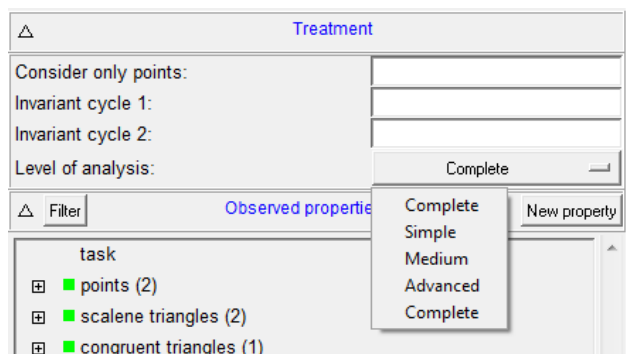 Treatment
Consider only points:
Invariant cycle 1:
Invariant cycle 2:
Level of analysis: Complete
Complete
Simple
Medium
Advanced
Complete
Filter Observed propertie New property
task
points (2)
scalene triangles (2)
congruent triangles (1)